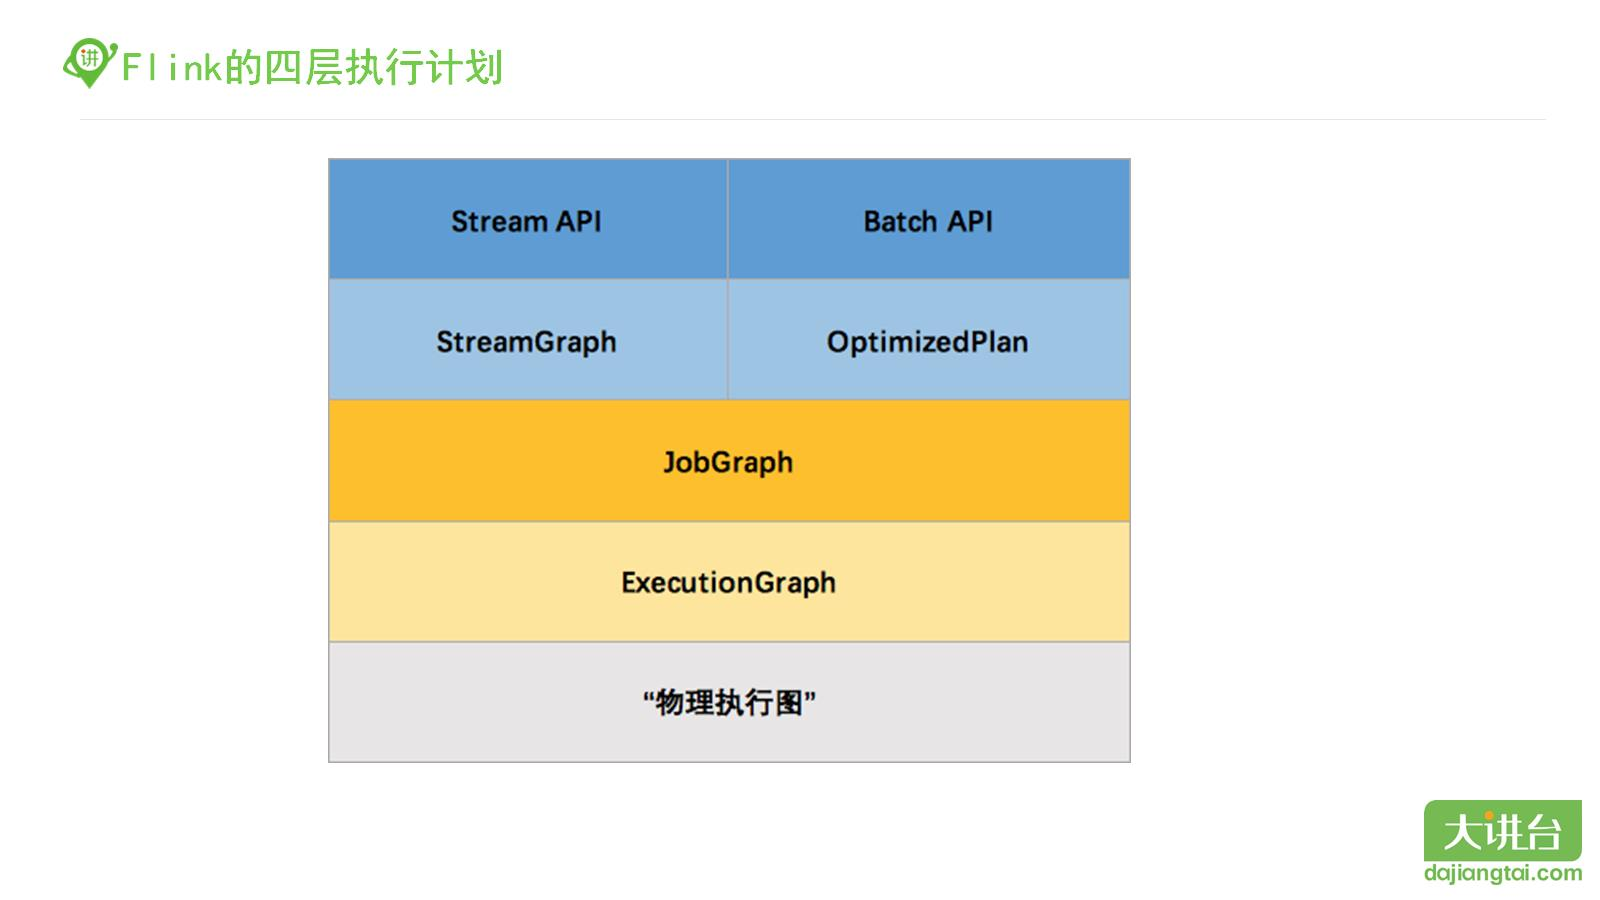 讲
Flink的四层执行计划
Stream API
Batch API
StreamGraph
OptimizedPlan
JobGraph
ExecutionGraph
“物理执行图”
大讲台
dajiangtai.com